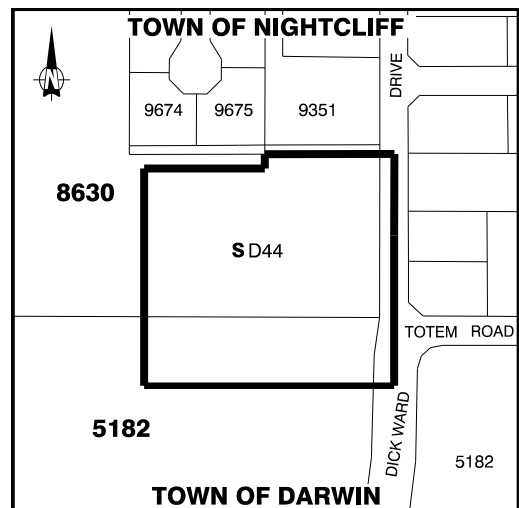 TOWN OF NIGHTCLIFF
N
DRIVE
9674
9675
9351
8630
S D44
TOTEM ROAD
5182
DICK WARD
5182
TOWN OF DARWIN